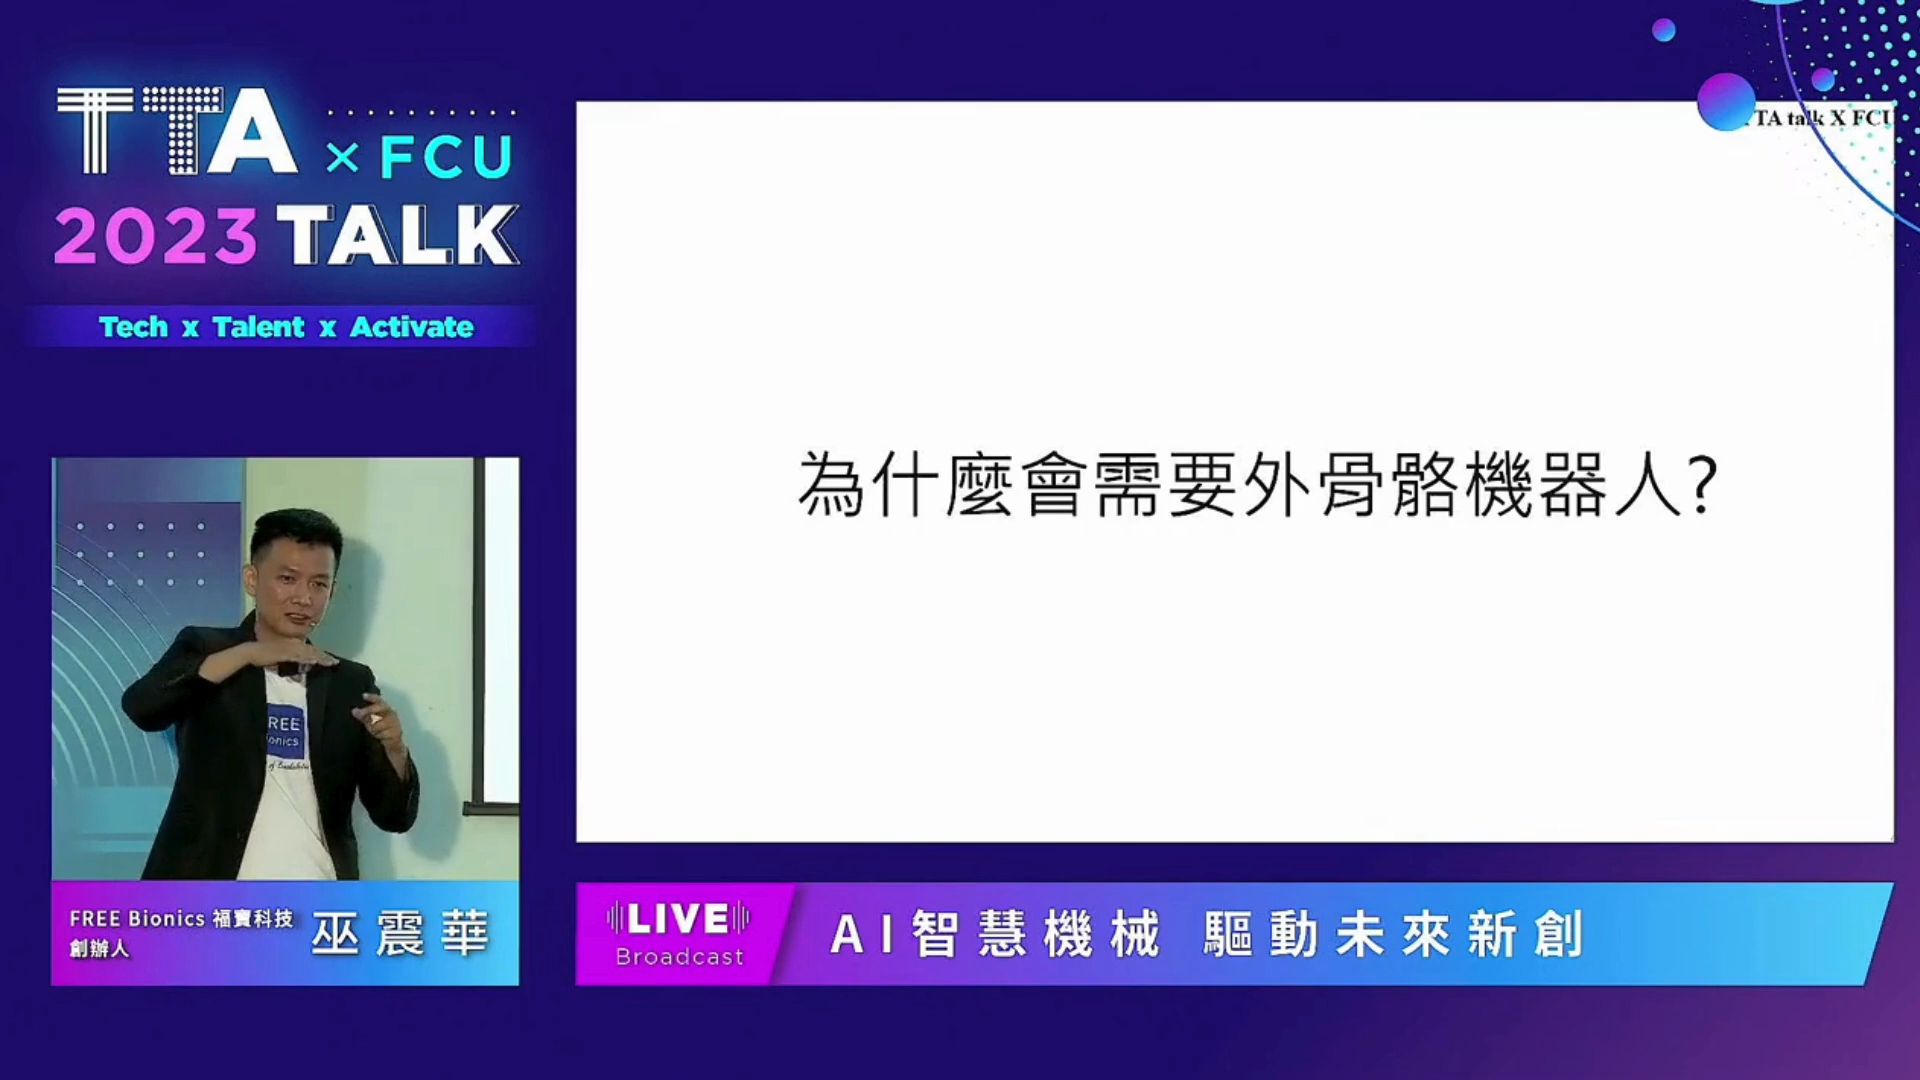 TTA × FCU
2023 TALK
Tech x Talent x Activate
TA talk X FCU
為什麼會需要外骨骼機器人?
REE
onics
FREE Bionics 福寶科技
創辦人
巫震華
LIVE
Broadcast
AI智慧機械 驅動未來新創